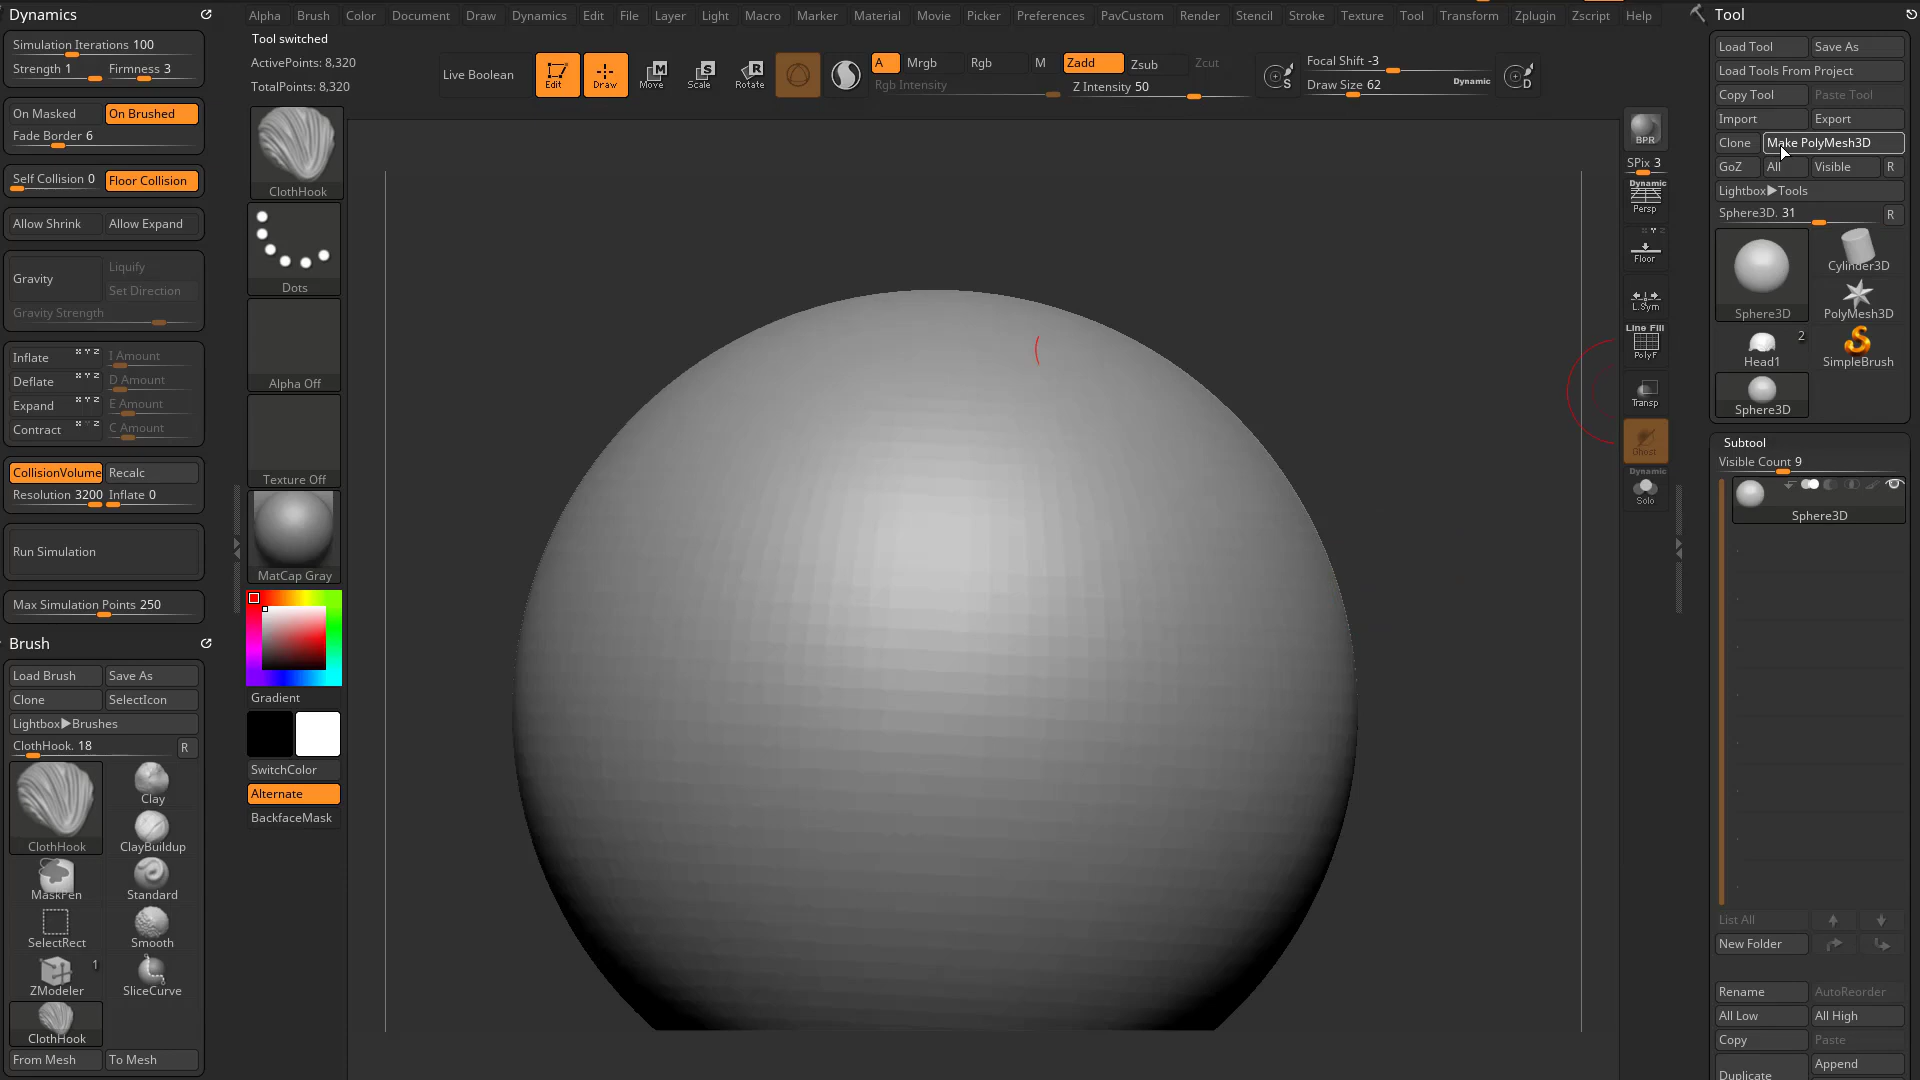 Dynamics
Simulation Iterations 100
Strength 1 Firmness 3
On Masked On Brushed
Fade Border 6
Self Collision 0 Floor Collision
Allow Shrink Allow Expand
Gravity Liquify
Set Direction
Gravity Strength
Inflate x Y z I Amount
Deflate x Y z D Amount
Expand x Y z E Amount
Contract x Y z C Amount
CollisionVolume Recalc
Resolution 3200 Inflate 0
Run Simulation
Max Simulation Points 250
Brush
Load Brush Save As
Clone SelectIcon
Lightbox▶Brushes
ClothHook. 18 R
ClothHook
Clay
ClayBuildup
MaskPen Standard
SelectRect Smooth
1
ZModeler SliceCurve
ClothHook
From Mesh To Mesh
Alpha Brush Color Document Draw Dynamics Edit File Layer Light Macro Marker Material Movie Picker Preferences PavCustom Render Stencil Stroke Texture Tool Transform Zplugin Zscript Help
Tool switched
ActivePoints: 8,320
TotalPoints: 8,320
Live Boolean
Edit Draw Move Scale Rotate
A Mrgb Rgb M Zadd Zsub Zcut
Rgb Intensity Z Intensity 50
S
Focal Shift -3
Draw Size 62 Dynamic
D
ClothHook
Dots
Alpha Off
Texture Off
MatCap Gray
Gradient
SwitchColor
Alternate
BackfaceMask
BPR
SPix 3
Dynamic
Persp
Floor
L.Sym
Line Fill
PolyF
Transp
Ghost
Dynamic
Solo
Tool
Load Tool Save As
Load Tools From Project
Copy Tool Paste Tool
Import Export
Clone Make PolyMesh3D
GoZ All Visible R
Lightbox▶Tools
Sphere3D. 31 R
Sphere3D
Cylinder3D
PolyMesh3D
2
Head1 SimpleBrush
Sphere3D
Subtool
Visible Count 9
Sphere3D
List All
New Folder
Rename AutoReorder
All Low All High
Copy Paste
Duplicate Append